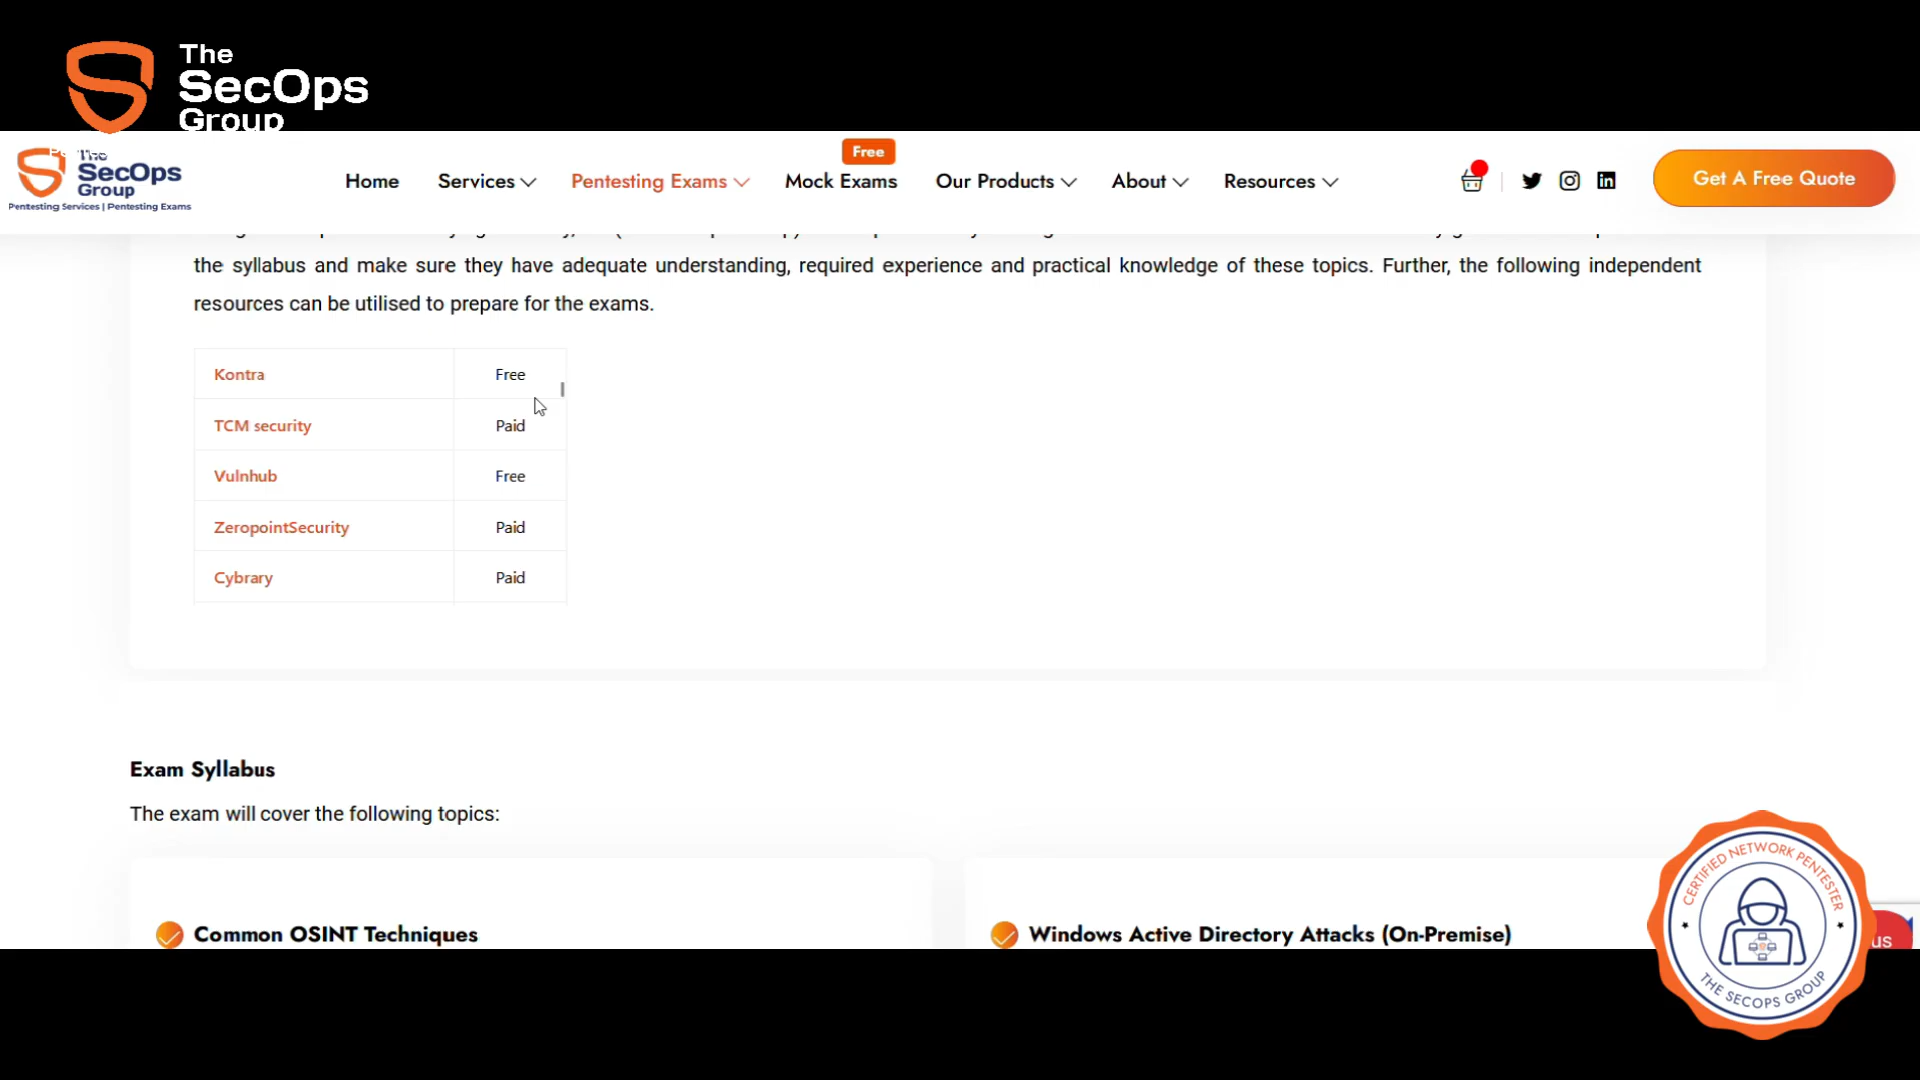 The
SecOps
Group
The
SecOps
Group
Pentesting Services | Pentesting Exams
Home
Services
Pentesting Exams
Free
Mock Exams
Our Products
About
Resources
Get A Free Quote
the syllabus and make sure they have adequate understanding, required experience and practical knowledge of these topics. Further, the following independent
resources can be utilised to prepare for the exams.
Kontra Free
TCM security Paid
Vulnhub Free
ZeropointSecurity Paid
Cybrary Paid
Exam Syllabus
The exam will cover the following topics:
Common OSINT Techniques
Windows Active Directory Attacks (On-Premise)
CERTIFIED NETWORK PENTESTER
THE SECOPS GROUP
us